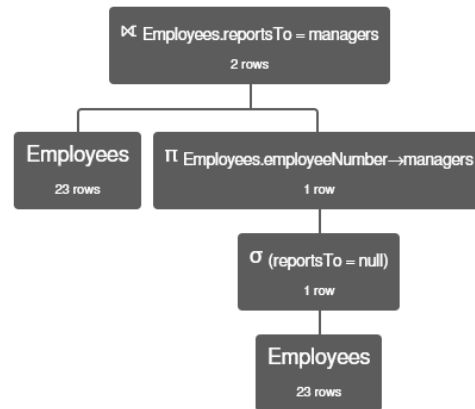 ⟕ Employees.reportsTo = managers
2 rows
Employees
23 rows
π Employees.employeeNumber→managers
1 row
σ (reportsTo = null)
1 row
Employees
23 rows